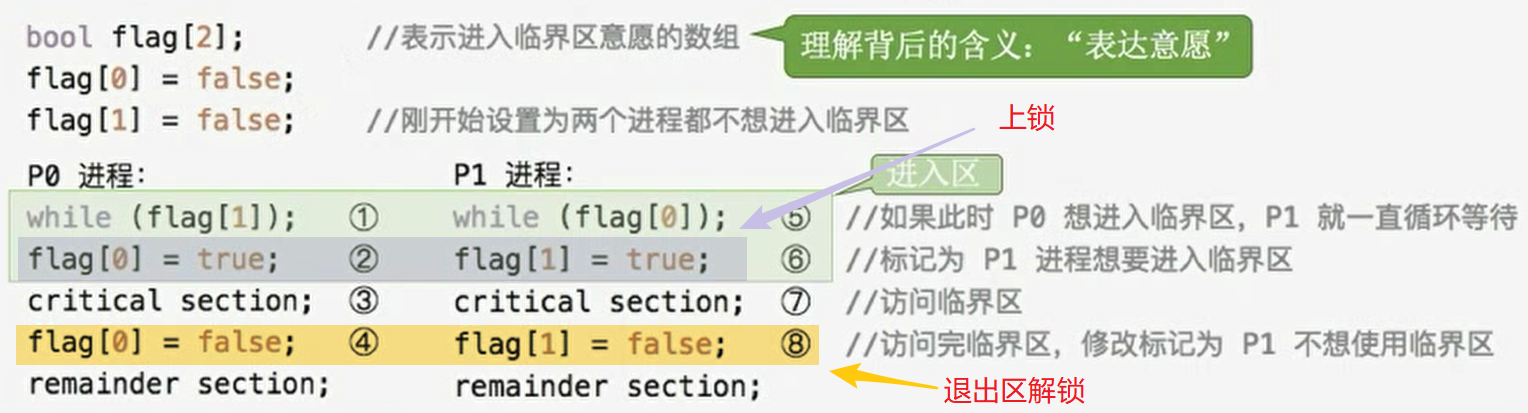 bool flag[2]; //表示进入临界区意愿的数组 理解背后的含义：“表达意愿”
flag[0] = false;
flag[1] = false; //刚开始设置为两个进程都不想进入临界区
上锁
P0 进程: P1 进程: 进入区
while (flag[1]); ① while (flag[0]); ⑤ //如果此时 P0 想进入临界区，P1 就一直循环等待
flag[0] = true; ② flag[1] = true; ⑥ //标记为 P1 进程想要进入临界区
critical section; ③ critical section; ⑦ //访问临界区
flag[0] = false; ④ flag[1] = false; ⑧ //访问完临界区，修改标记为 P1 不想使用临界区
remainder section; remainder section;
退出区解锁